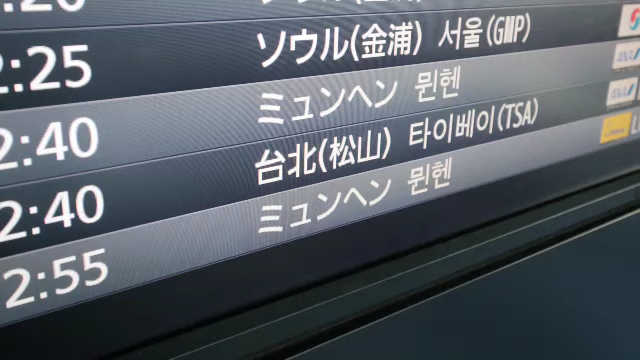 2:25 ソウル(金浦) 서울(GMP)
2:40 ミュンヘン 뮌헨 ANA
2:40 台北(松山) 타이베이(TSA) ANA
2:55 ミュンヘン 뮌헨